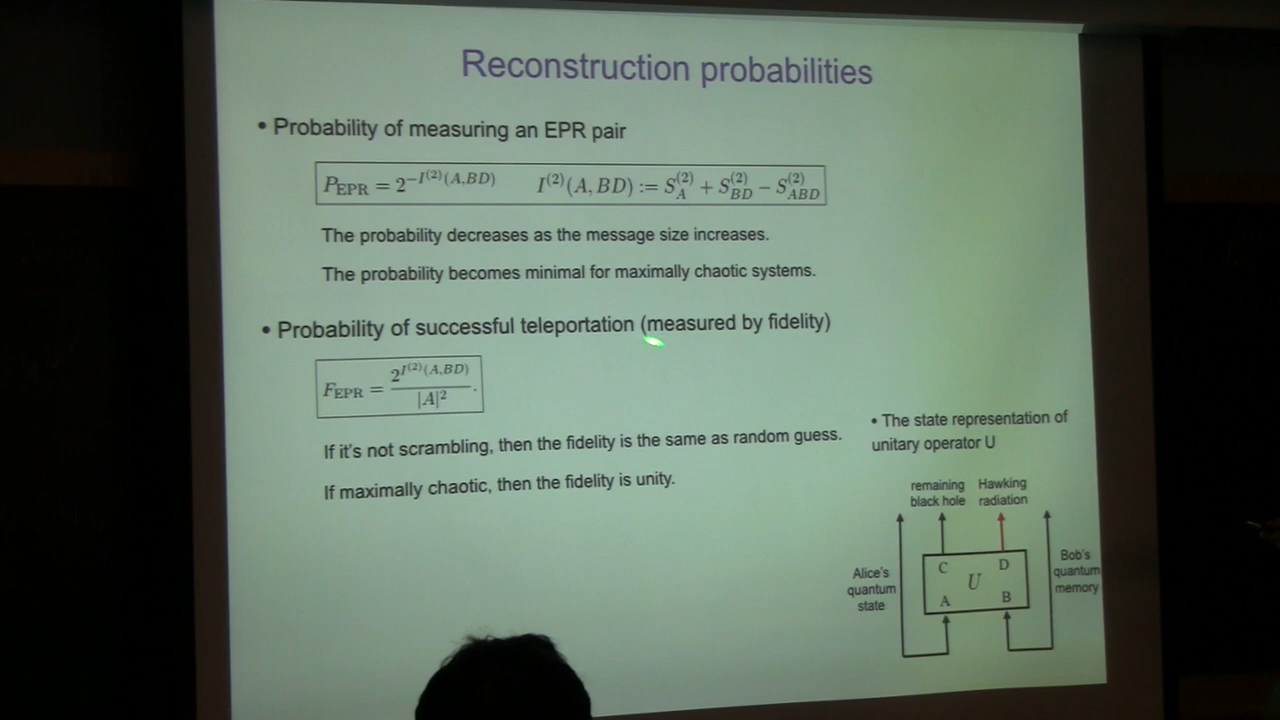 Reconstruction probabilities
• Probability of measuring an EPR pair
P_EPR = 2^{-I^{(2)}(A,BD)} I^{(2)}(A, BD) := S_A^{(2)} + S_{BD}^{(2)} − S_{ABD}^{(2)}
The probability decreases as the message size increases.
The probability becomes minimal for maximally chaotic systems.
• Probability of successful teleportation (measured by fidelity)
F_EPR = 2^{I^{(2)}(A,BD)} / |A|^2 .
If it's not scrambling, then the fidelity is the same as random guess.
If maximally chaotic, then the fidelity is unity.
• The state representation of
unitary operator U
remaining
black hole
Hawking
radiation
Alice's
quantum
state
C D
U
A B
Bob's
quantum
memory